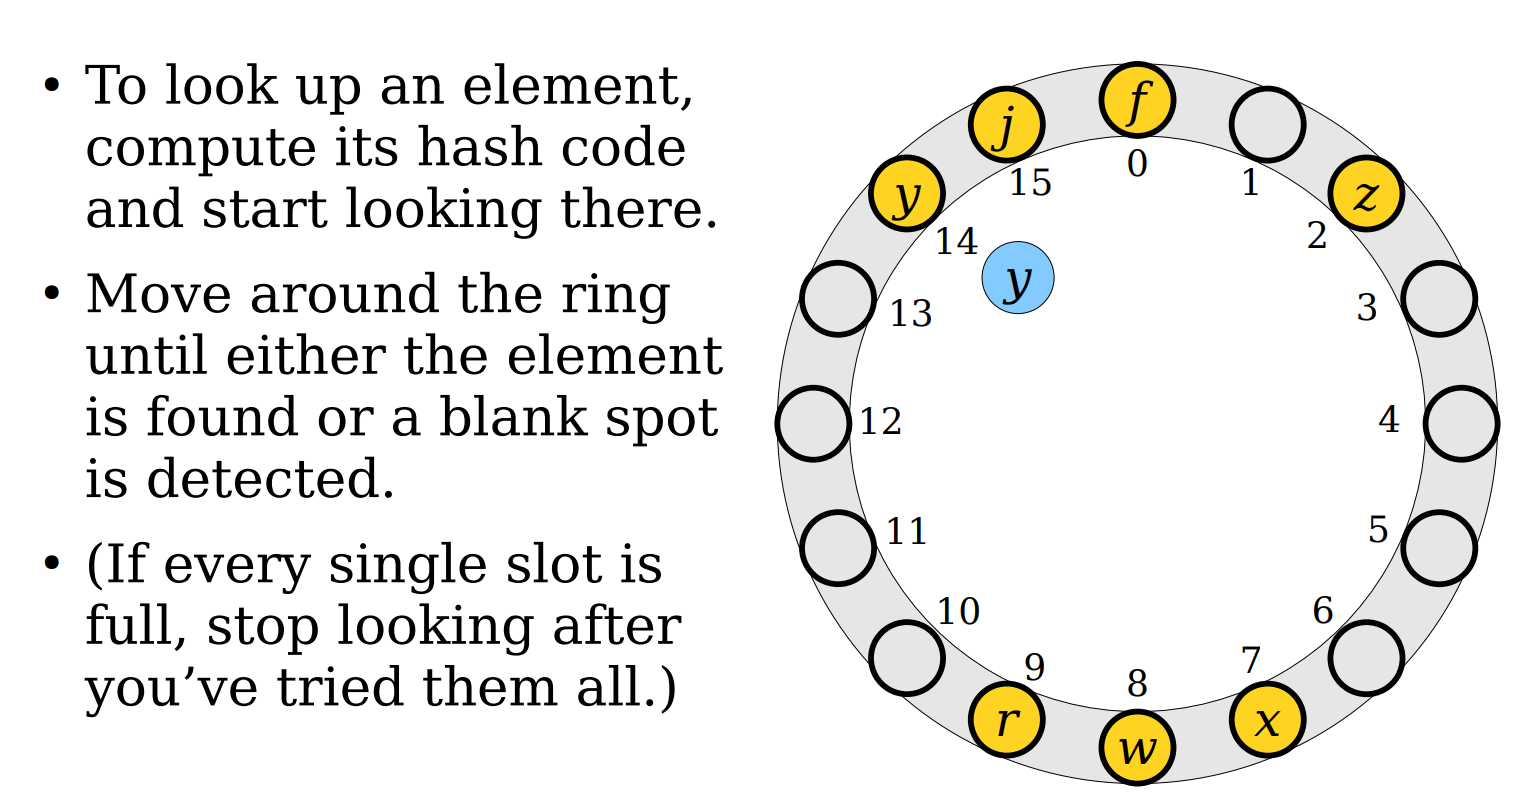 • To look up an element,
compute its hash code
and start looking there.
• Move around the ring
until either the element
is found or a blank spot
is detected.
• (If every single slot is
full, stop looking after
you’ve tried them all.)
f
0
1
z
2
3
4
5
6
7
x
8
w
9
r
10
11
12
13
14
y
15
j
y